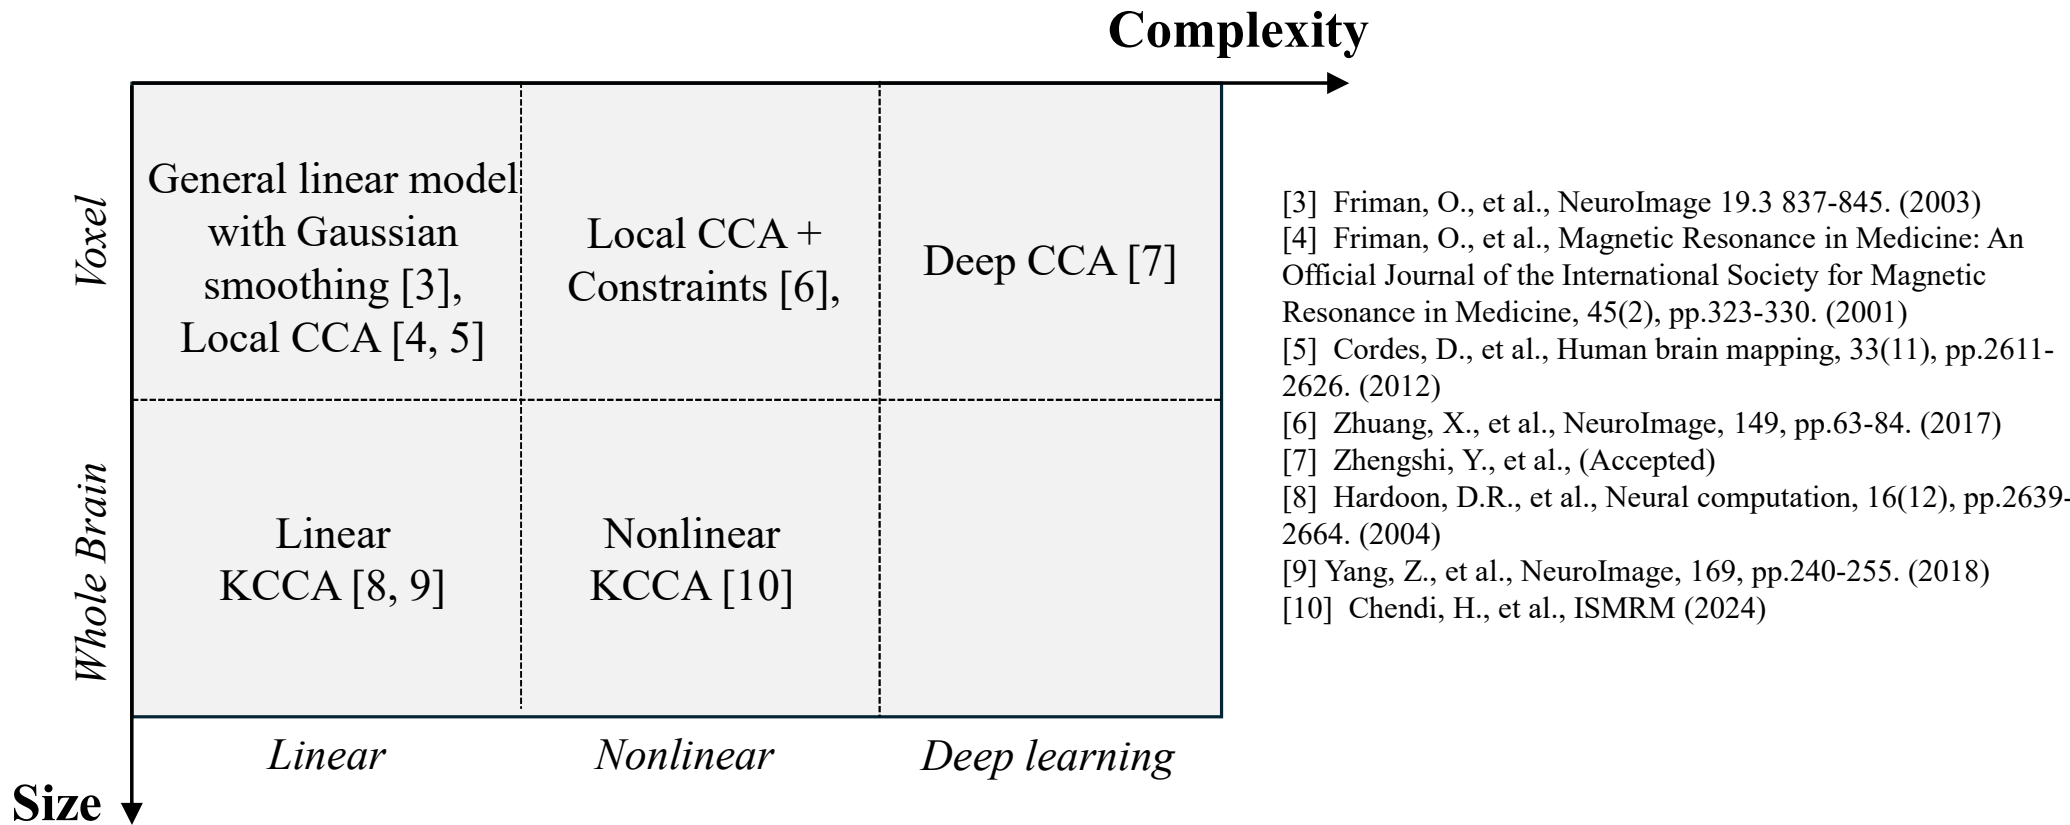 Complexity
Voxel
General linear model
with Gaussian
smoothing [3],
Local CCA [4, 5]
Local CCA +
Constraints [6],
Deep CCA [7]
Whole Brain
Linear
KCCA [8, 9]
Nonlinear
KCCA [10]
Linear
Nonlinear
Deep learning
Size
[3] Friman, O., et al., NeuroImage 19.3 837-845. (2003)
[4] Friman, O., et al., Magnetic Resonance in Medicine: An
Official Journal of the International Society for Magnetic
Resonance in Medicine, 45(2), pp.323-330. (2001)
[5] Cordes, D., et al., Human brain mapping, 33(11), pp.2611-
2626. (2012)
[6] Zhuang, X., et al., NeuroImage, 149, pp.63-84. (2017)
[7] Zhengshi, Y., et al., (Accepted)
[8] Hardoon, D.R., et al., Neural computation, 16(12), pp.2639-
2664. (2004)
[9] Yang, Z., et al., NeuroImage, 169, pp.240-255. (2018)
[10] Chendi, H., et al., ISMRM (2024)